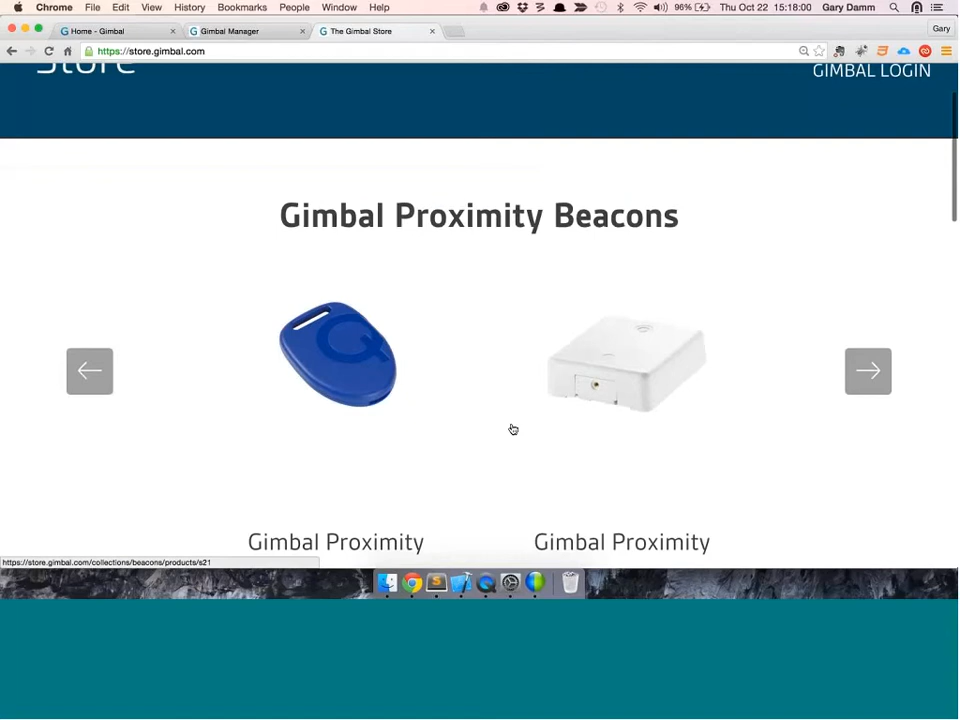 Chrome File Edit View History Bookmarks People Window Help 96% Thu Oct 22 15:18:00 Gary Damm
Home - Gimbal Gimbal Manager The Gimbal Store Gary
https://store.gimbal.com
Store GIMBAL LOGIN
Gimbal Proximity Beacons
Gimbal Proximity Gimbal Proximity
https://store.gimbal.com/collections/beacons/products/s21